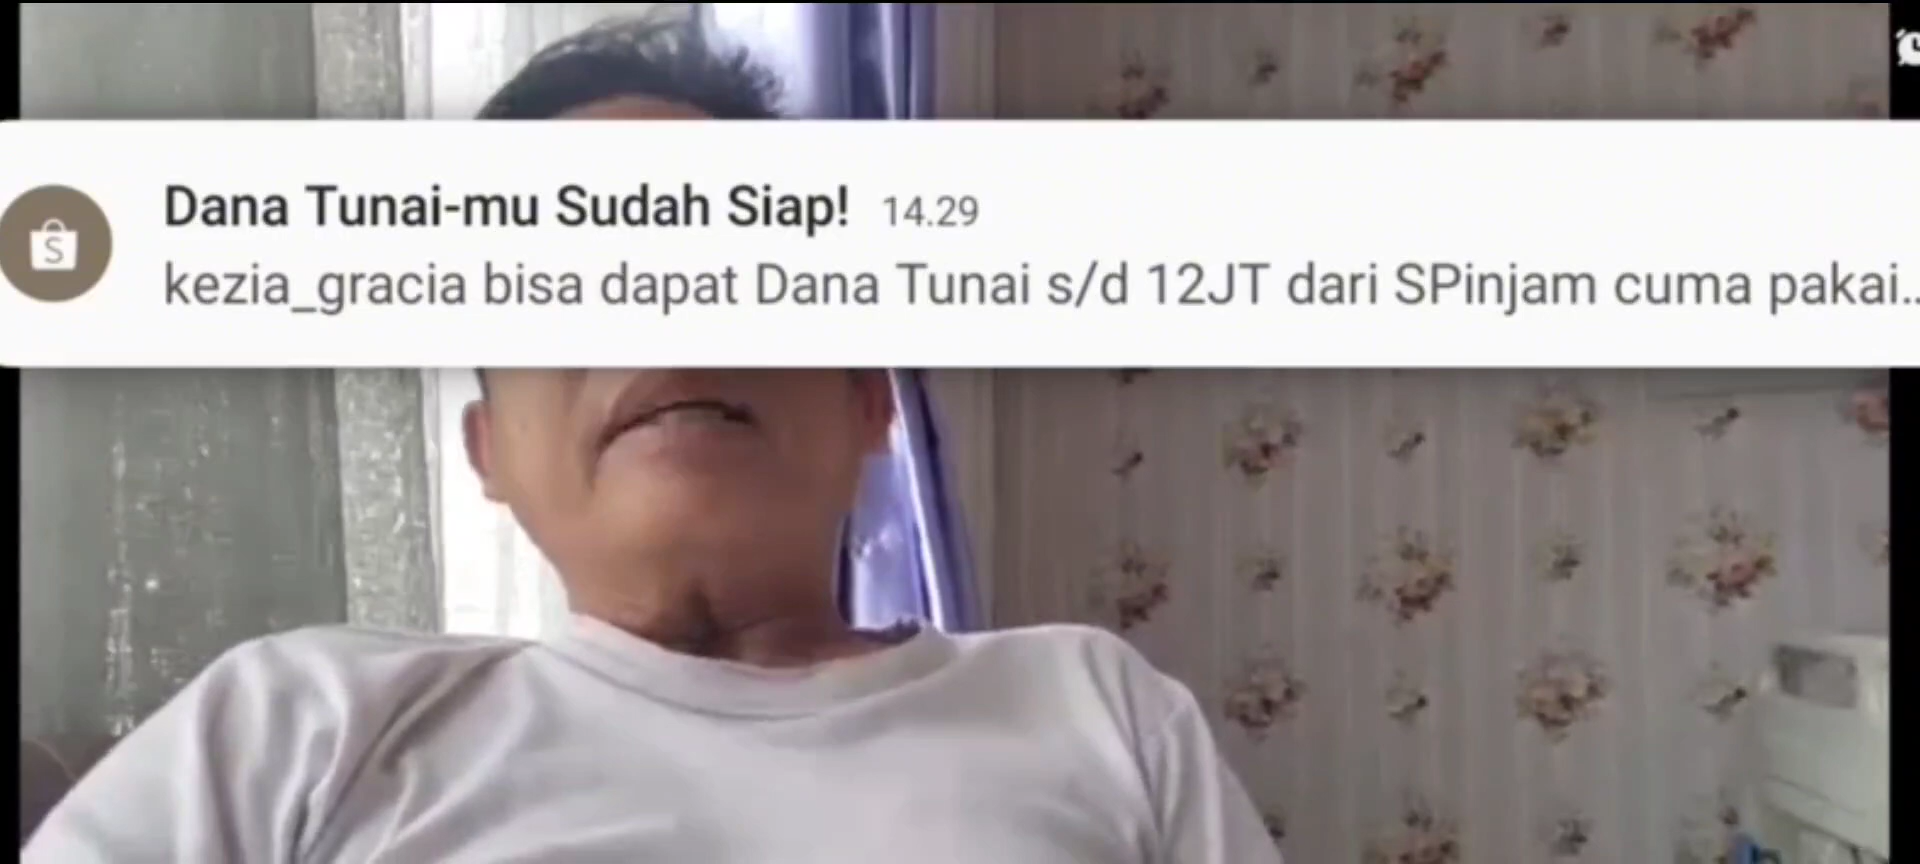 Dana Tunai-mu Sudah Siap! 14.29
S
kezia_gracia bisa dapat Dana Tunai s/d 12JT dari SPinjam cuma pakai..